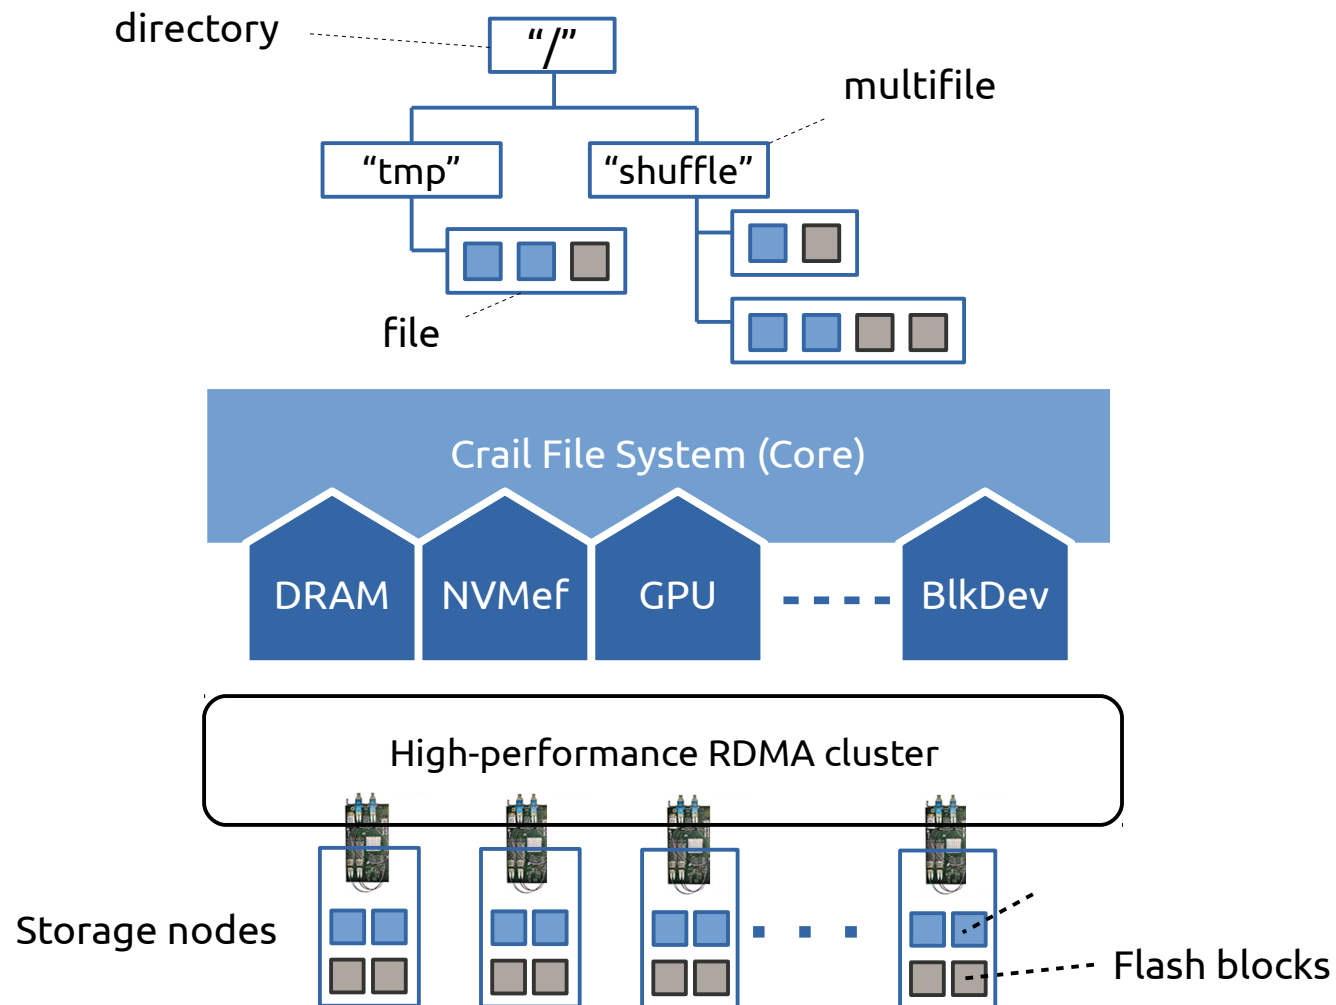 directory
“/”
multifile
“tmp”
“shuffle”
file
Crail File System (Core)
DRAM
NVMef
GPU
BlkDev
High-performance RDMA cluster
Storage nodes
Flash blocks